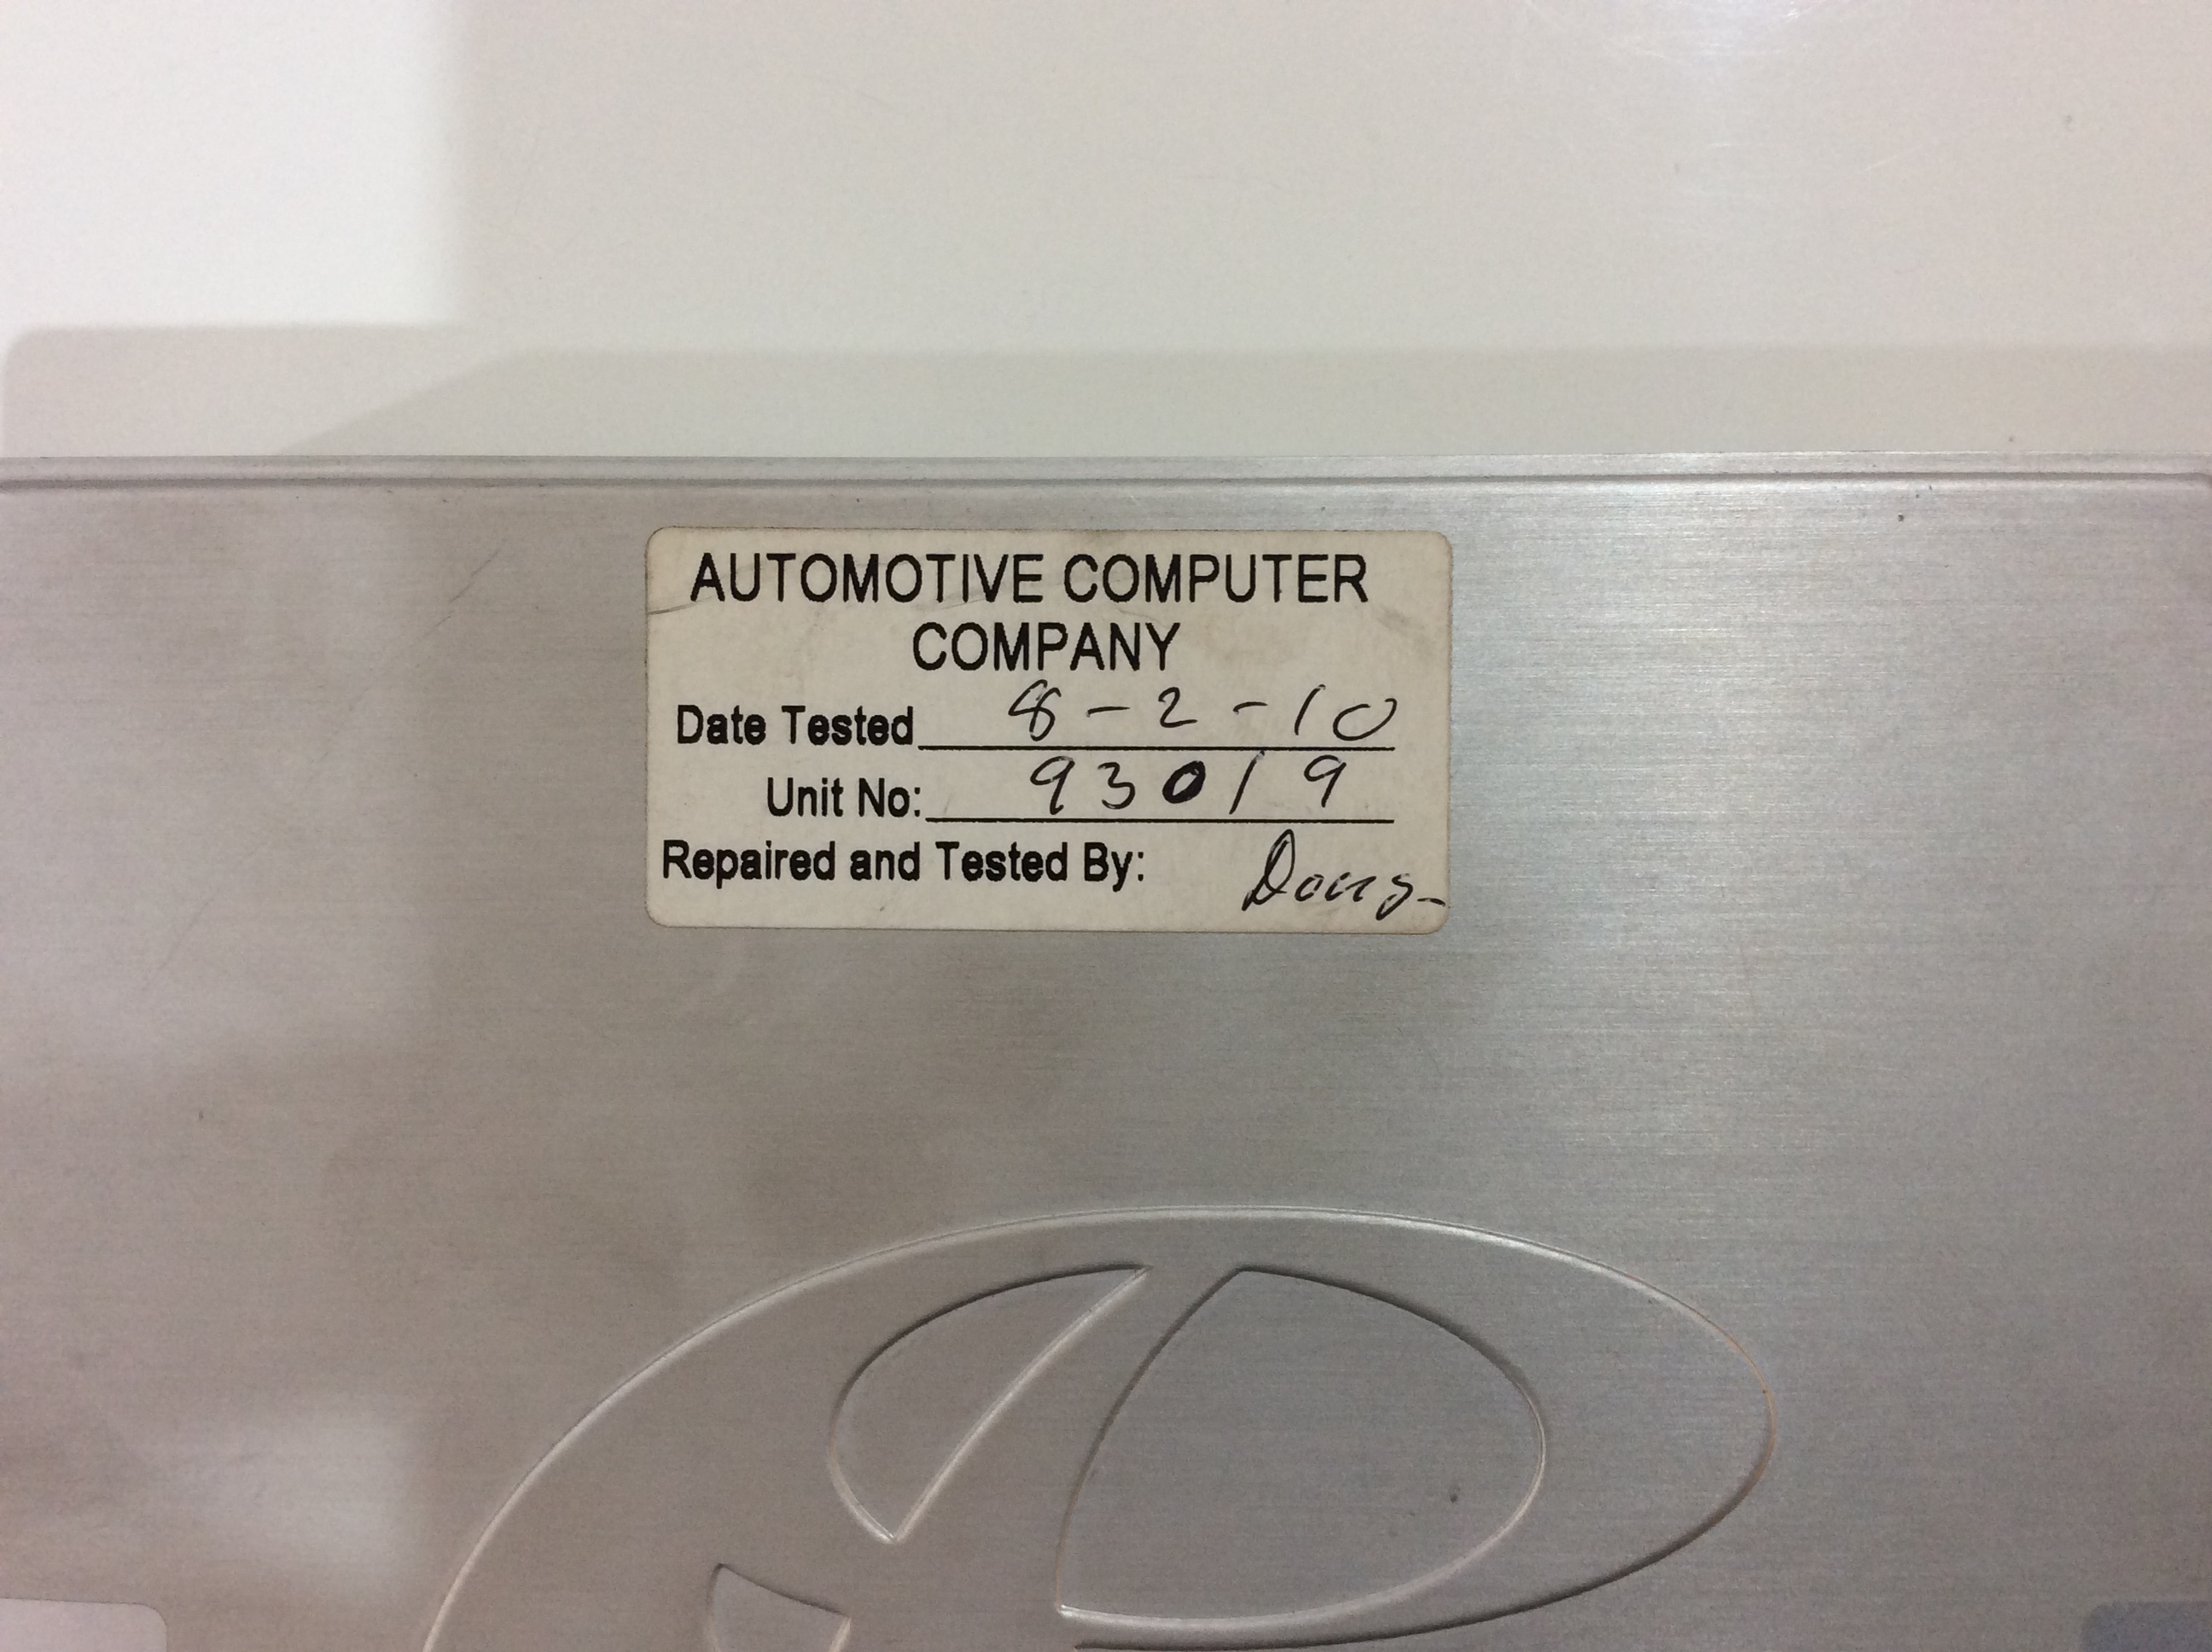 AUTOMOTIVE COMPUTER
COMPANY
Date Tested 8-2-10
Unit No: 93019
Repaired and Tested By: Doug